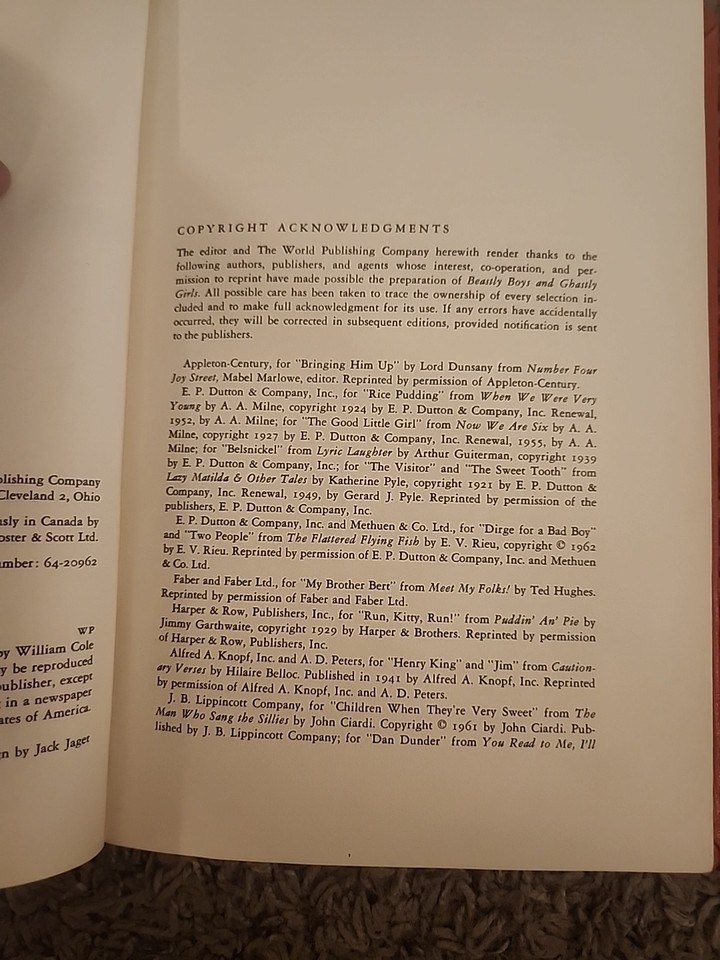 blishing Company
Cleveland 2, Ohio
sly in Canada by
oster & Scott Ltd.
mber: 64-20962
WP
by William Cole
y be reproduced
ublisher, except
in a newspaper
ates of America.
n by Jack Jaget
COPYRIGHT ACKNOWLEDGMENTS
The editor and The World Publishing Company herewith render thanks to the
following authors, publishers, and agents whose interest, co-operation, and per-
mission to reprint have made possible the preparation of Beastly Boys and Ghastly
Girls. All possible care has been taken to trace the ownership of every selection in-
cluded and to make full acknowledgment for its use. If any errors have accidentally
occurred, they will be corrected in subsequent editions, provided notification is sent
to the publishers.
Appleton-Century, for "Bringing Him Up" by Lord Dunsany from Number Four
Joy Street, Mabel Marlowe, editor. Reprinted by permission of Appleton-Century.
E. P. Dutton & Company, Inc., for "Rice Pudding" from When We Were Very
Young by A. A. Milne, copyright 1924 by E. P. Dutton & Company, Inc. Renewal,
1952, by A. A. Milne; for "The Good Little Girl" from Now We Are Six by A. A.
Milne, copyright 1927 by E. P. Dutton & Company, Inc. Renewal, 1955, by A. A.
Milne; for "Belsnickel" from Lyric Laughter by Arthur Guiterman, copyright 1939
by E. P. Dutton & Company, Inc.; for "The Visitor" and "The Sweet Tooth" from
Lazy Matilda & Other Tales by Katherine Pyle, copyright 1921 by E. P. Dutton &
Company, Inc. Renewal, 1949, by Gerard J. Pyle. Reprinted by permission of the
publishers, E. P. Dutton & Company, Inc.
E. P. Dutton & Company, Inc. and Methuen & Co. Ltd., for "Dirge for a Bad Boy"
and "Two People" from The Flattered Flying Fish by E. V. Rieu, copyright © 1962
by E. V. Rieu. Reprinted by permission of E. P. Dutton & Company, Inc. and Methuen
& Co. Ltd.
Faber and Faber Ltd., for "My Brother Bert" from Meet My Folks! by Ted Hughes.
Reprinted by permission of Faber and Faber Ltd.
Harper & Row, Publishers, Inc., for "Run, Kitty, Run!" from Puddin' An' Pie by
Jimmy Garthwaite, copyright 1929 by Harper & Brothers. Reprinted by permission
of Harper & Row, Publishers, Inc.
Alfred A. Knopf, Inc. and A. D. Peters, for "Henry King" and "Jim" from Caution-
ary Verses by Hilaire Belloc. Published in 1941 by Alfred A. Knopf, Inc. Reprinted
by permission of Alfred A. Knopf, Inc. and A. D. Peters.
J. B. Lippincott Company, for "Children When They're Very Sweet" from The
Man Who Sang the Sillies by John Ciardi. Copyright © 1961 by John Ciardi. Pub-
lished by J. B. Lippincott Company; for "Dan Dunder" from You Read to Me, I'll